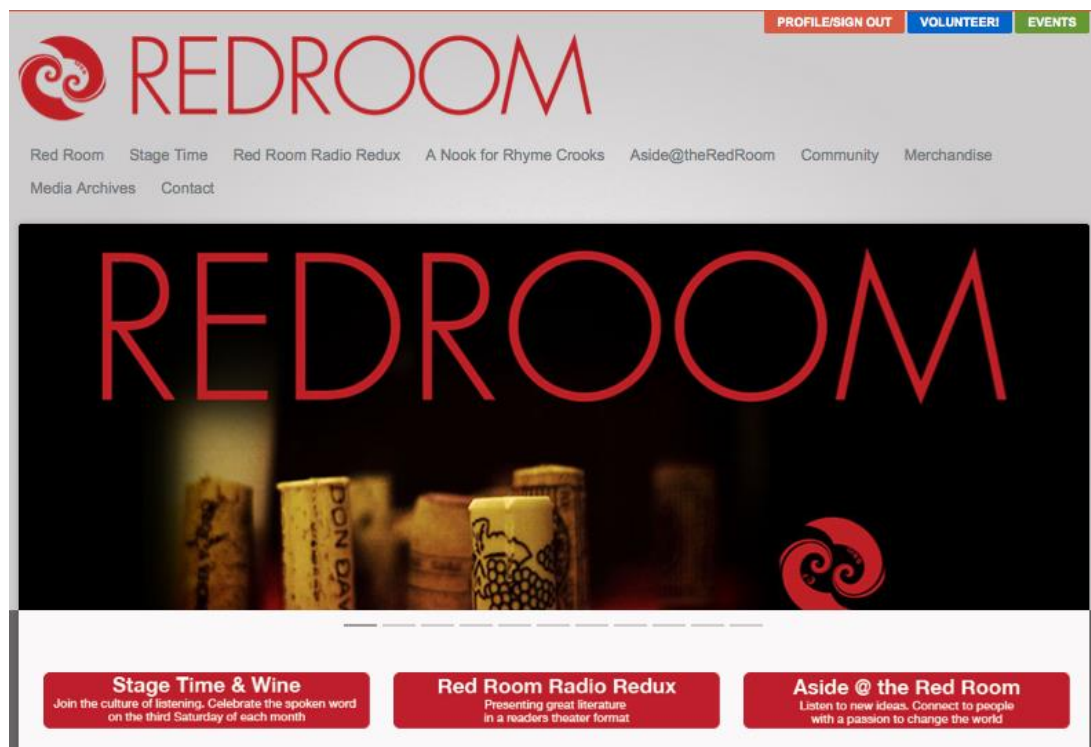 PROFILE/SIGN OUT VOLUNTEER! EVENTS
REDROOM
Red Room Stage Time Red Room Radio Redux A Nook for Rhyme Crooks Aside@theRedRoom Community Merchandise
Media Archives Contact
REDROOM
DON DAV
Stage Time & Wine
Join the culture of listening. Celebrate the spoken word
on the third Saturday of each month
Red Room Radio Redux
Presenting great literature
in a readers theater format
Aside @ the Red Room
Listen to new ideas. Connect to people
with a passion to change the world